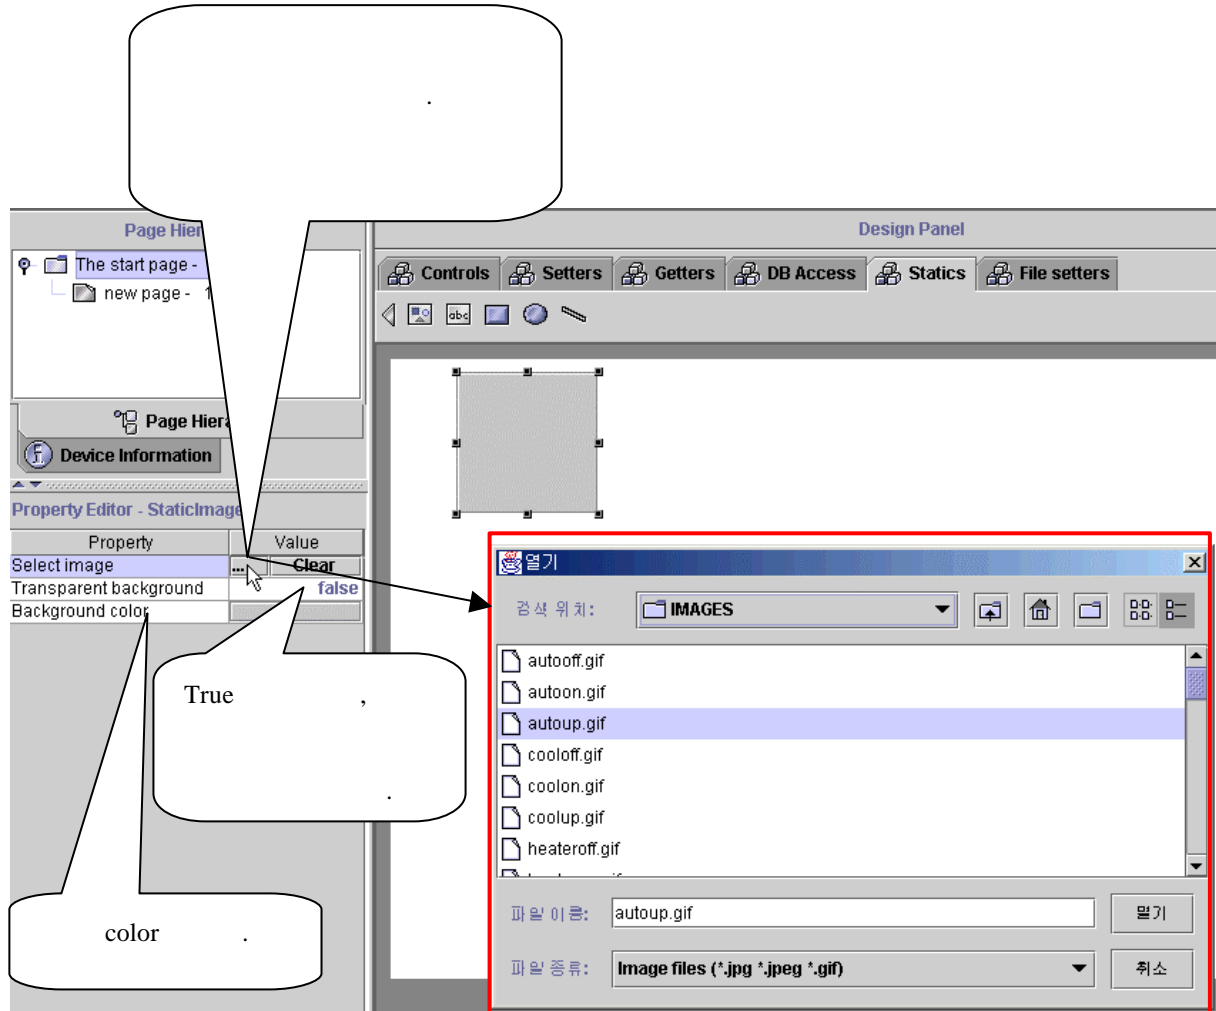 .
Page Hier
Design Panel
The start page -
new page -
Controls
Setters
Getters
DB Access
Statics
File setters
abc
Page Hiera
Device Information
Property Editor - StaticImage
Property
Value
Select image
...
Clear
Transparent background
false
Background color
열기
검색 위치:
IMAGES
autooff.gif
autoon.gif
autoup.gif
cooloff.gif
coolon.gif
coolup.gif
heateroff.gif
True ,
.
color .
파일 이름:
autoup.gif
열기
파일 종류:
Image files (*.jpg *.jpeg *.gif)
취소